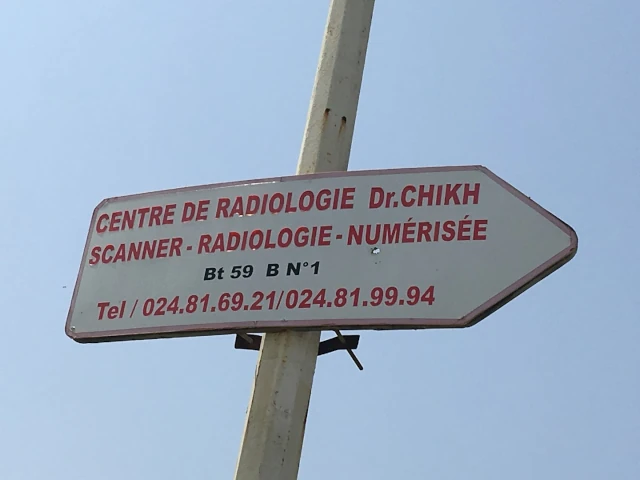 CENTRE DE RADIOLOGIE Dr.CHIKH
SCANNER - RADIOLOGIE - NUMÉRISÉE
Bt 59 B N°1
Tel / 024.81.69.21/024.81.99.94